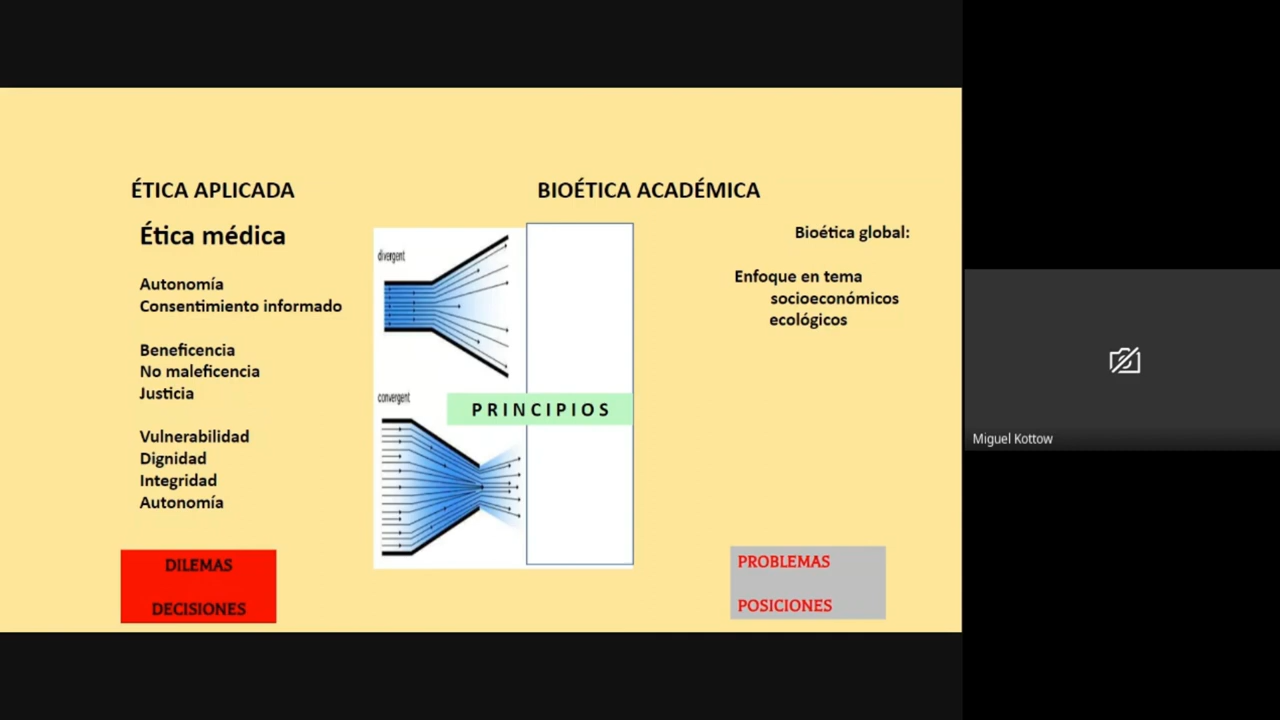 ÉTICA APLICADA
Ética médica
Autonomía
Consentimiento informado
Beneficencia
No maleficencia
Justicia
Vulnerabilidad
Dignidad
Integridad
Autonomía
DILEMAS
DECISIONES
divergent
convergent
PRINCIPIOS
BIOÉTICA ACADÉMICA
Bioética global:
Enfoque en tema
socioeconómicos
ecológicos
PROBLEMAS
POSICIONES
Miguel Kottow